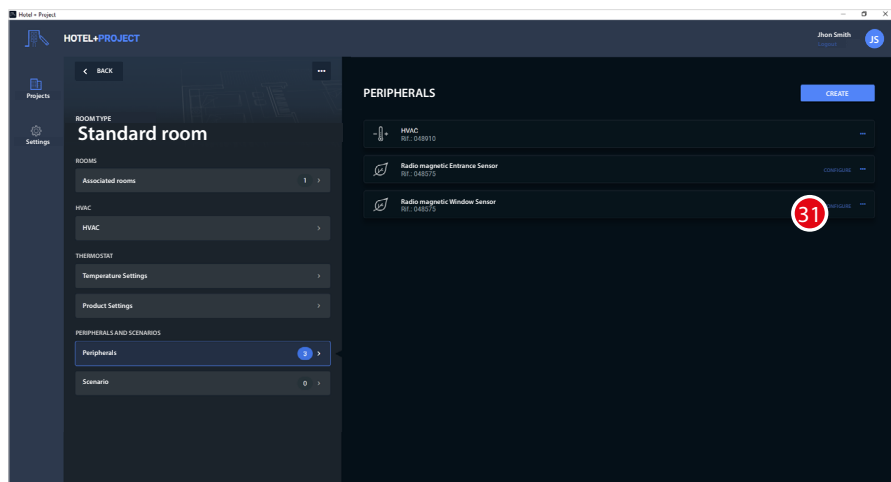 Hotel + Project
HOTEL+PROJECT
Jhon Smith
Logout
JS
Projects
Settings
BACK
ROOM TYPE
Standard room
ROOMS
Associated rooms 1
HVAC
HVAC
THERMOSTAT
Temperature Settings
Product Settings
PERIPHERALS AND SCENARIOS
Peripherals 3
Scenario 0
PERIPHERALS
CREATE
HVAC
Rif.: 048910
Radio magnetic Entrance Sensor
Rif.: 048575
CONFIGURE
Radio magnetic Window Sensor
Rif.: 048575
31
CONFIGURE